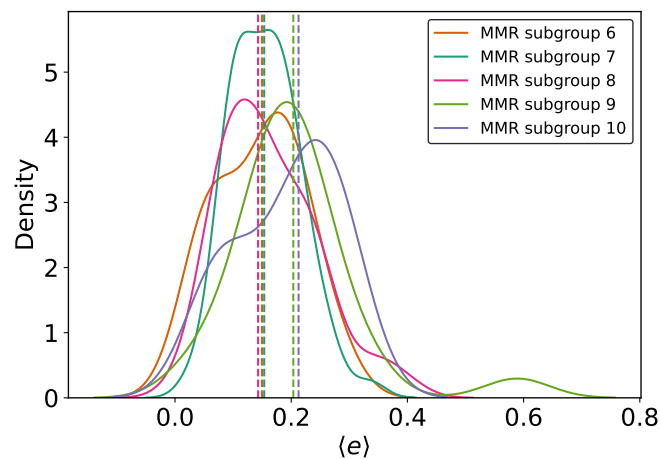 MMR subgroup 6
MMR subgroup 7
MMR subgroup 8
MMR subgroup 9
MMR subgroup 10
Density
5
4
3
2
1
0
0.0 0.2 0.4 0.6 0.8
⟨e⟩